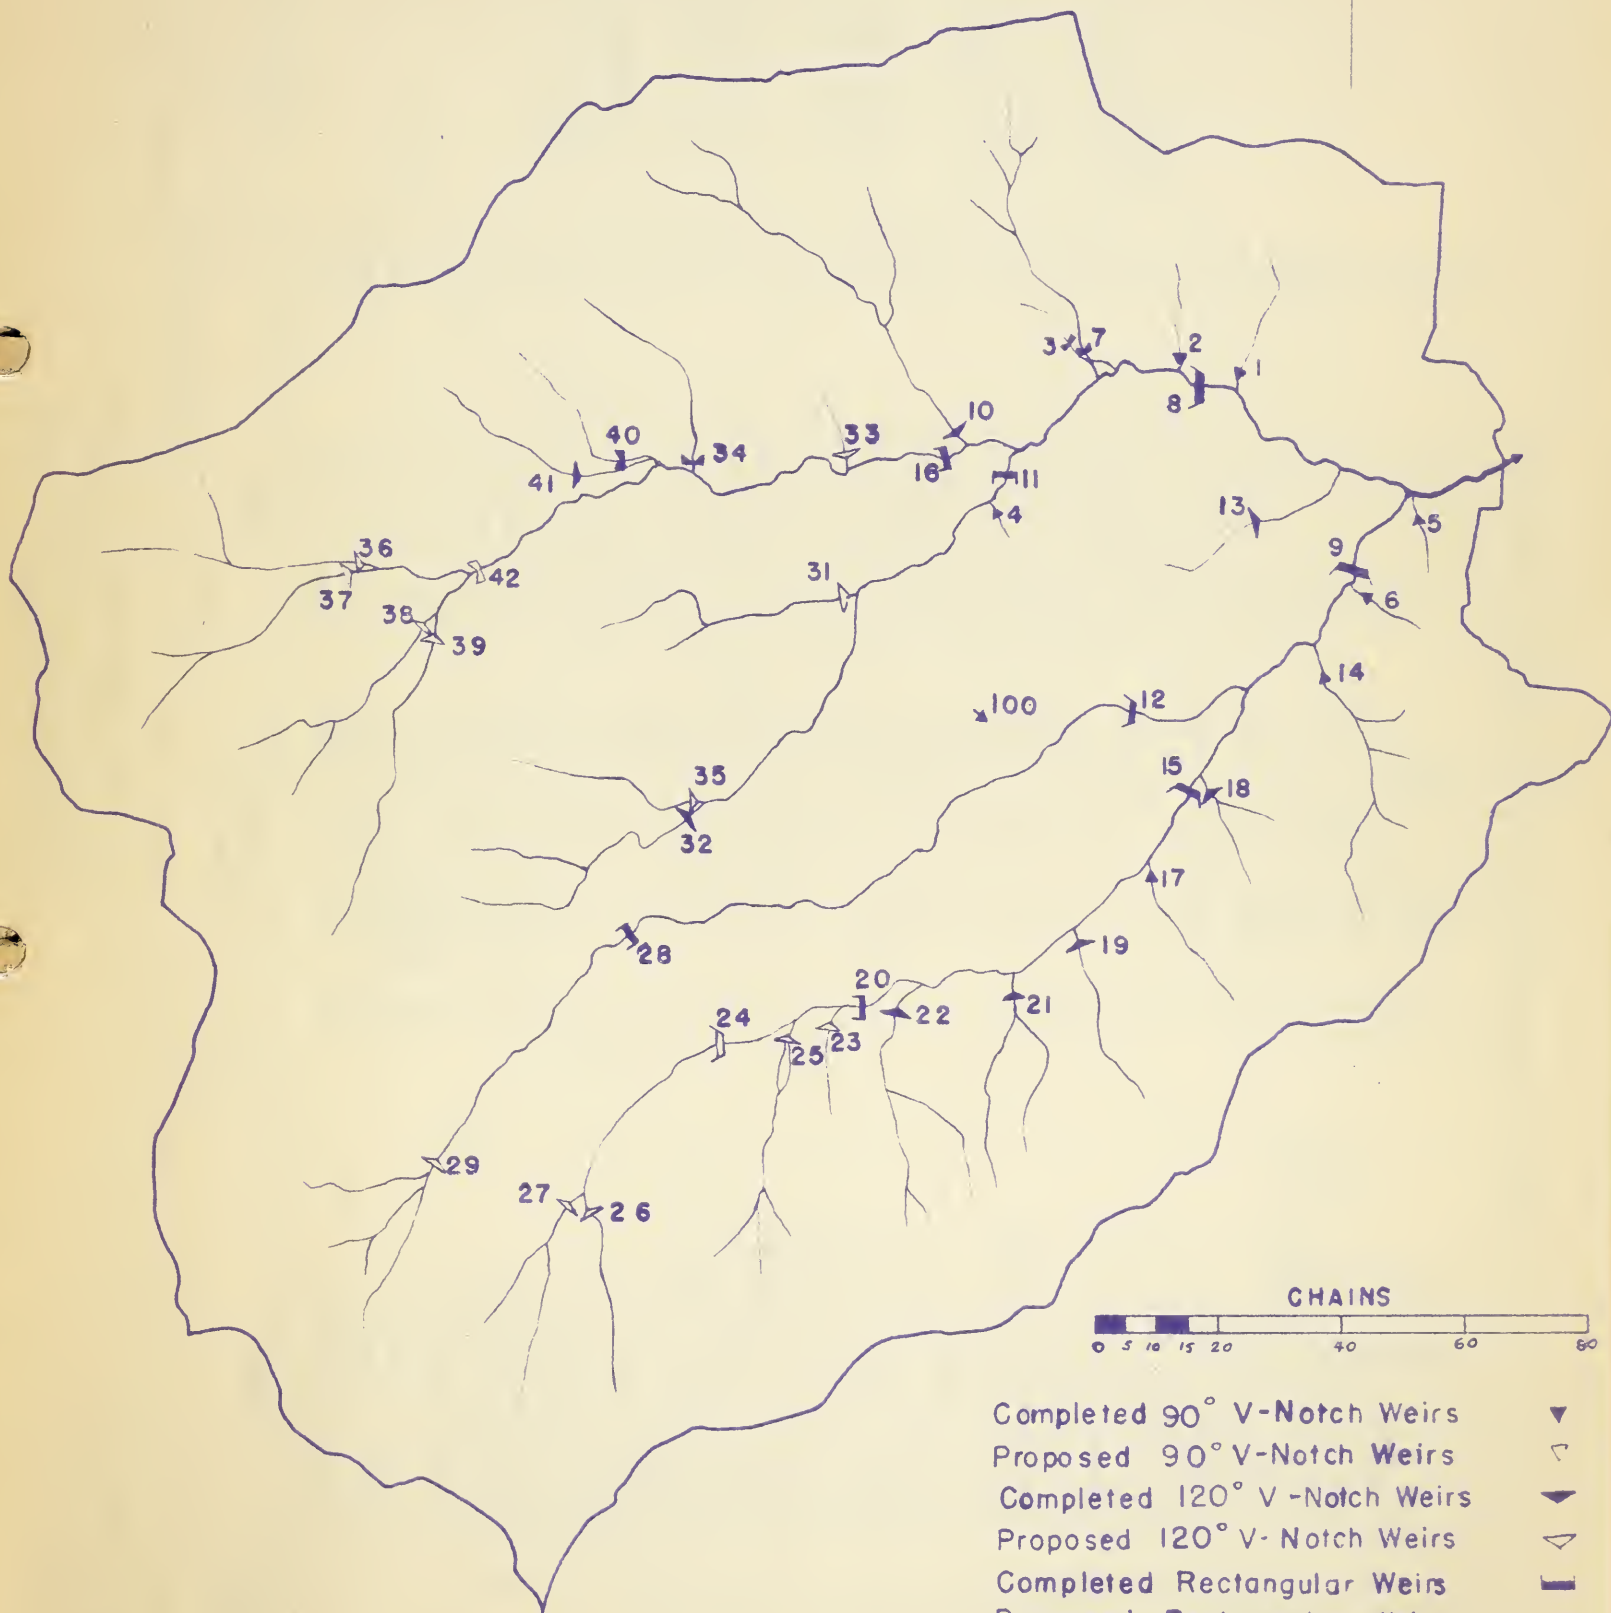 3 7 2
1
8
10
40 34 33
16 11
41
4 13 5
36 9
42
31
37 6
38
39
14
100 12
35 15 18
32
17
28 19
20
24 22 21
25 23
29
27 26
CHAINS
0 5 10 15 20 40 60 80
Completed 90° V-Notch Weirs
Proposed 90° V-Notch Weirs
Completed 120° V-Notch Weirs
Proposed 120° V-Notch Weirs
Completed Rectangular Weirs